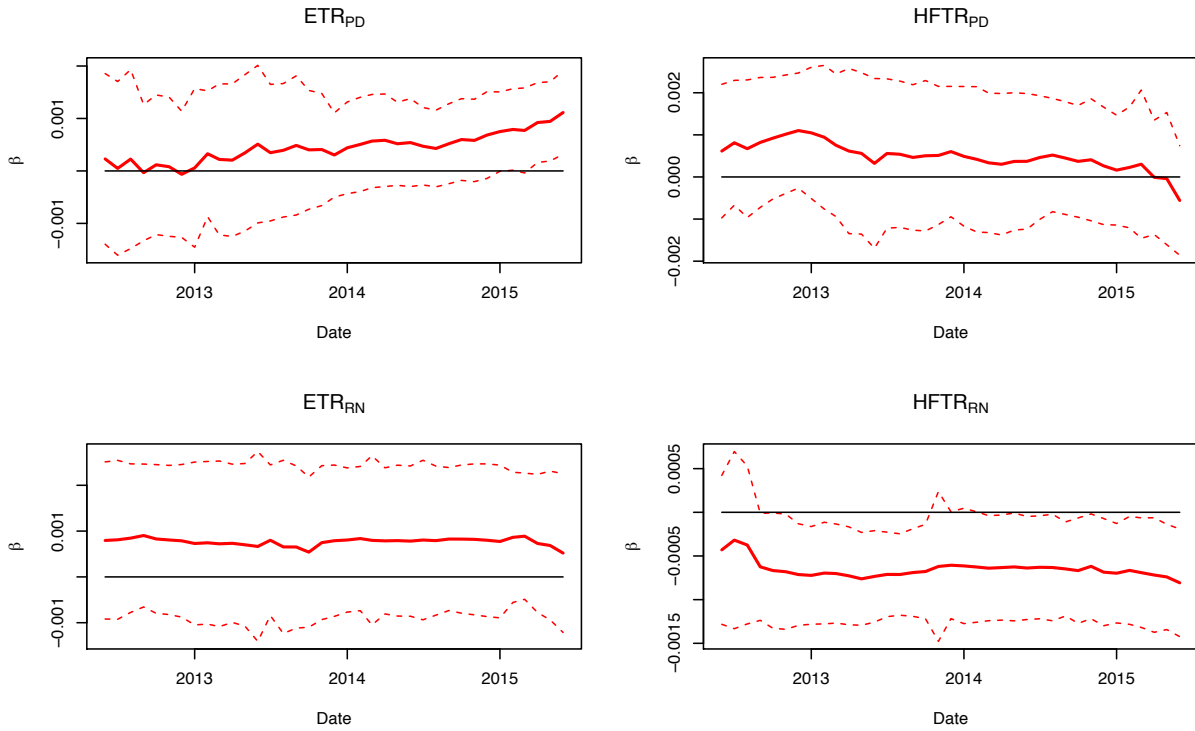 ETR_PD
β
0.001
−0.001
2013 2014 2015
Date
HFTR_PD
β
0.002
0.000
−0.002
2013 2014 2015
Date
ETR_RN
β
0.001
−0.001
2013 2014 2015
Date
HFTR_RN
β
0.0005
−0.0005
−0.0015
2013 2014 2015
Date